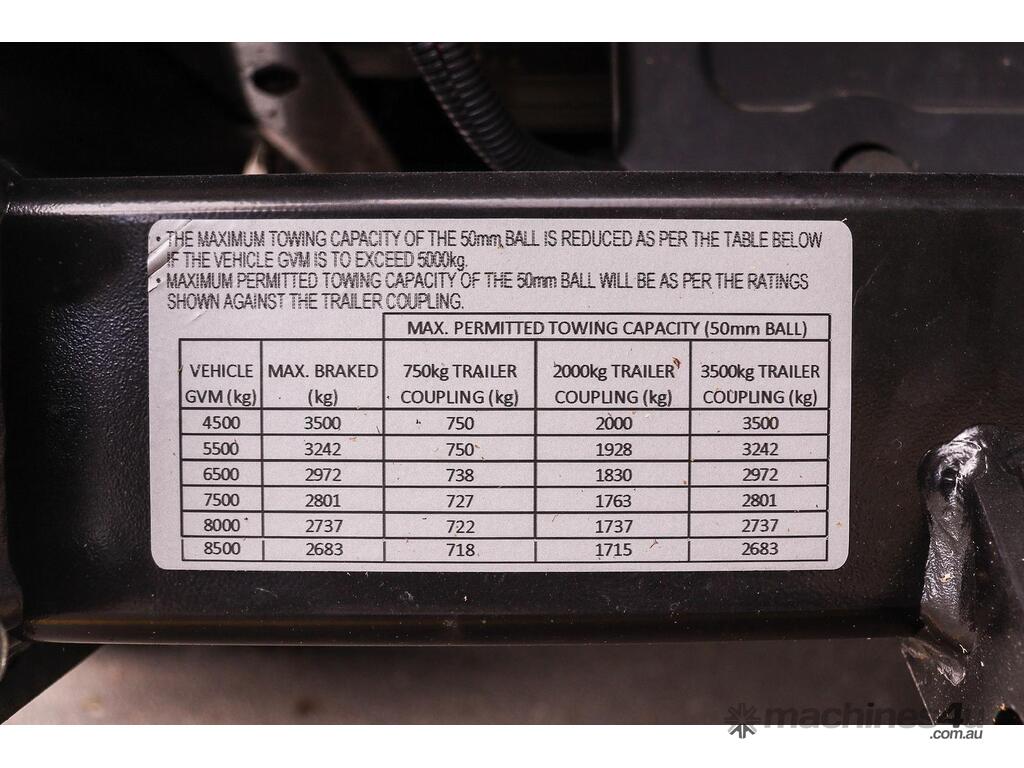 • THE MAXIMUM TOWING CAPACITY OF THE 50mm BALL IS REDUCED AS PER THE TABLE BELOW
IF THE VEHICLE GVM IS TO EXCEED 5000kg.
• MAXIMUM PERMITTED TOWING CAPACITY OF THE 50mm BALL WILL BE AS PER THE RATINGS
SHOWN AGAINST THE TRAILER COUPLING.
MAX. PERMITTED TOWING CAPACITY (50mm BALL)
VEHICLE MAX. BRAKED 750kg TRAILER 2000kg TRAILER 3500kg TRAILER
GVM (kg) (kg) COUPLING (kg) COUPLING (kg) COUPLING (kg)
4500 3500 750 2000 3500
5500 3242 750 1928 3242
6500 2972 738 1830 2972
7500 2801 727 1763 2801
8000 2737 722 1737 2737
8500 2683 718 1715 2683
machines4u
.com.au